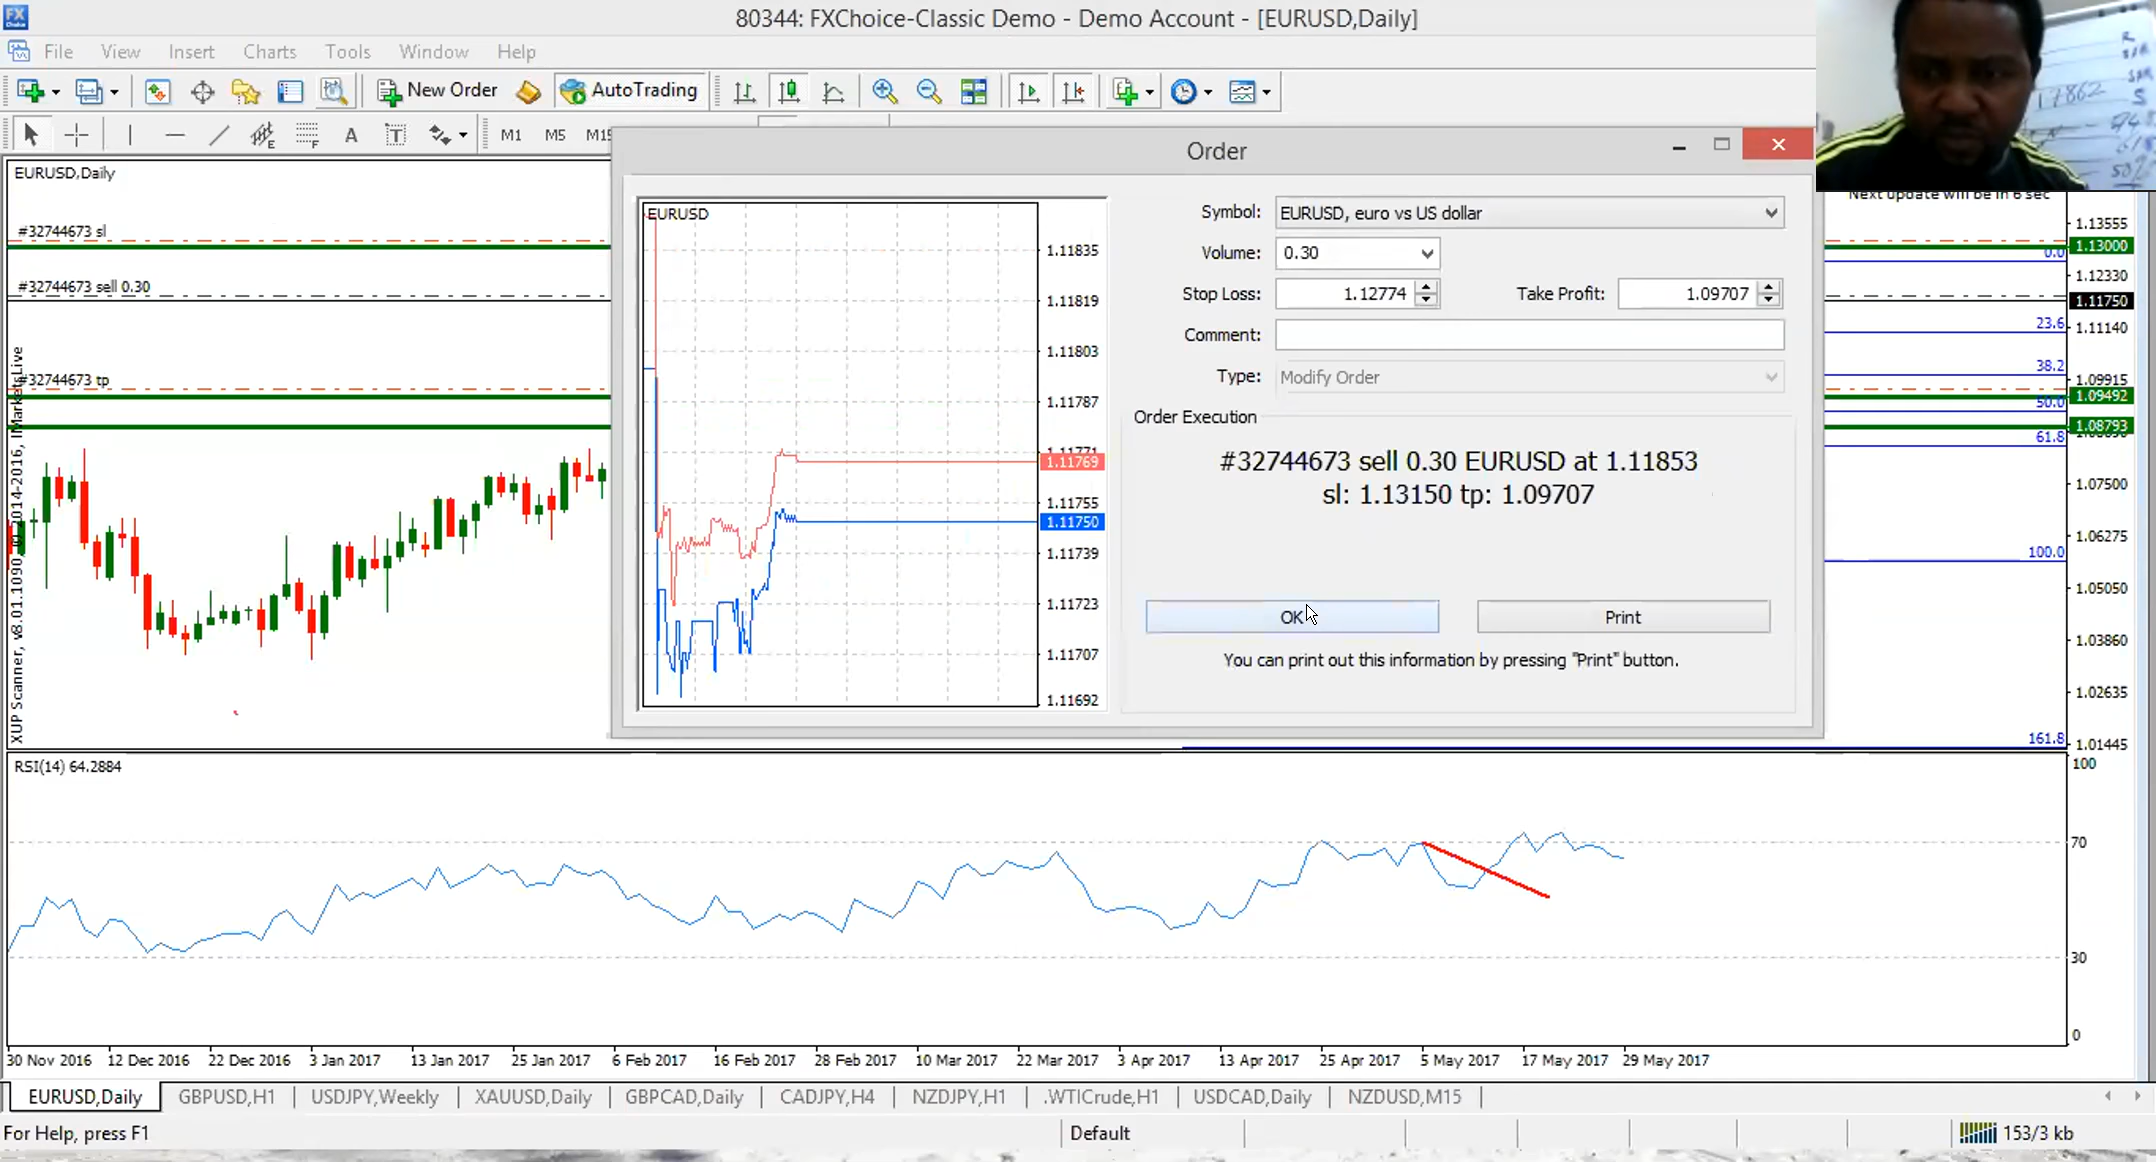 FX
Choice
80344: FXChoice-Classic Demo - Demo Account - [EURUSD,Daily]
File View Insert Charts Tools Window Help
New Order AutoTrading
A T M1 M5 M15
Order
EURUSD,Daily
#32744673 sl
#32744673 sell 0.30
#32744673 tp
EURUSD
1.11835
1.11819
1.11803
1.11787
1.11771
1.11769
1.11755
1.11750
1.11739
1.11723
1.11707
1.11692
Symbol: EURUSD, euro vs US dollar
Volume: 0.30
Stop Loss: 1.12774 Take Profit: 1.09707
Comment:
Type: Modify Order
Order Execution
#32744673 sell 0.30 EURUSD at 1.11853
sl: 1.13150 tp: 1.09707
OK Print
You can print out this information by pressing "Print" button.
17862
Next update will be in 6 sec
1.13555
1.13000
0.0
1.12330
1.11750
23.6
1.11140
38.2
1.09915
1.09492
50.0
1.08793
61.8
1.07500
1.06275
100.0
1.05050
1.03860
1.02635
161.8
1.01445
RSI(14) 64.2884
100
70
30
0
30 Nov 2016 12 Dec 2016 22 Dec 2016 3 Jan 2017 13 Jan 2017 25 Jan 2017 6 Feb 2017 16 Feb 2017 28 Feb 2017 10 Mar 2017 22 Mar 2017 3 Apr 2017 13 Apr 2017 25 Apr 2017 5 May 2017 17 May 2017 29 May 2017
EURUSD,Daily GBPUSD,H1 USDJPY,Weekly XAUUSD,Daily GBPCAD,Daily CADJPY,H4 NZDJPY,H1 .WTICrude,H1 USDCAD,Daily NZDUSD,M15
For Help, press F1 Default 153/3 kb